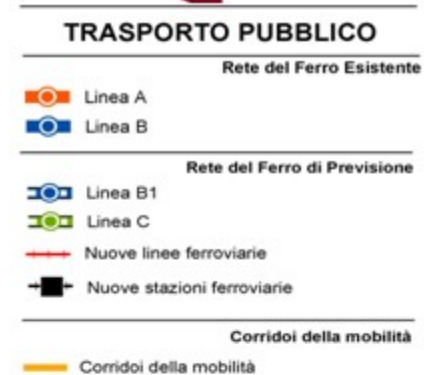 TRASPORTO PUBBLICO
Rete del Ferro Esistente
Linea A
Linea B
Rete del Ferro di Previsione
Linea B1
Linea C
Nuove linee ferroviarie
Nuove stazioni ferroviarie
Corridoi della mobilità
Corridoi della mobilità